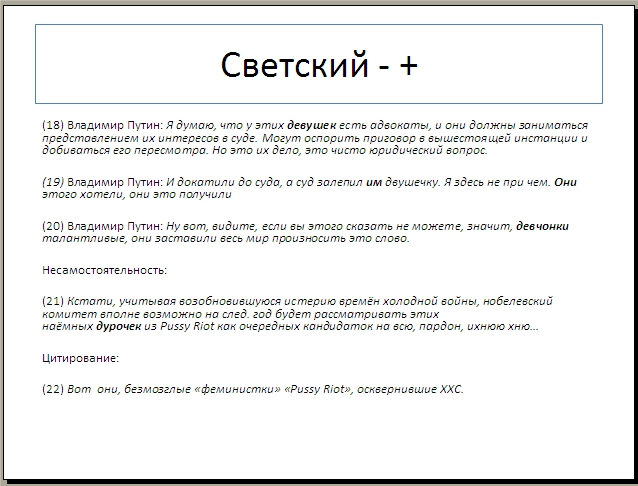 Светский - +
(18) Владимир Путин: Я думаю, что у этих девушек есть адвокаты, и они должны заниматься
представлением их интересов в суде. Могут оспорить приговор в вышестоящей инстанции и
добиваться его пересмотра. Но это их дело, это чисто юридический вопрос.
(19) Владимир Путин: И докатили до суда, а суд залепил им двушечку. Я здесь не при чем. Они
этого хотели, они это получили
(20) Владимир Путин: Ну вот, видите, если вы этого сказать не можете, значит, девчонки
талантливые, они заставили весь мир произносить это слово.
Несамостоятельность:
(21) Кстати, учитывая возобновившуюся истерию времён холодной войны, нобелевский
комитет вполне возможно на след. год будет рассматривать этих
наёмных дурочек из Pussy Riot как очередных кандидаток на всю, пардон, ихнюю хню...
Цитирование:
(22) Вот они, безмозглые «феминистки» «Pussy Riot», осквернившие ХХС.